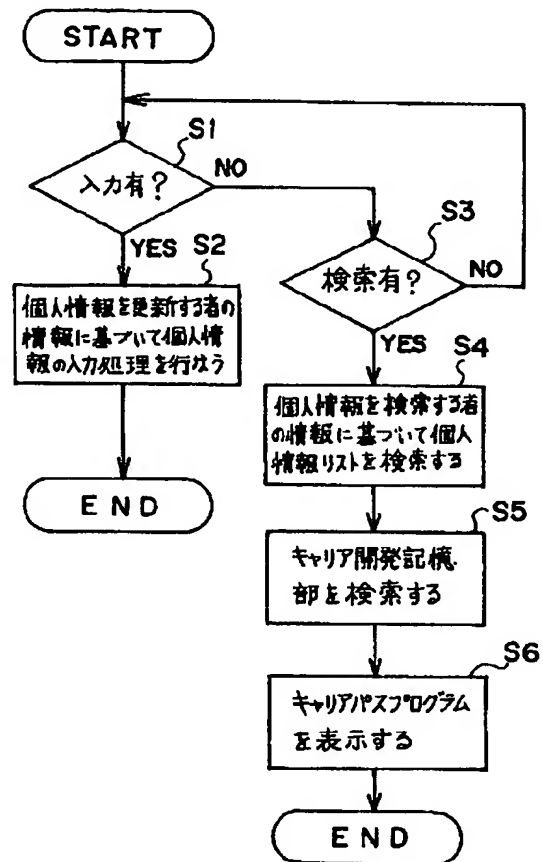 START
S1
入力有?
NO
YES
S2
個人情報を更新する者の
情報に基づいて個人情
報の入力処理を行なう
END
S3
検索有?
NO
YES
S4
個人情報を検索する者
の情報に基づいて個人
情報リストを検索する
S5
キャリア開発記憶
部を検索する
S6
キャリアパスプログラム
を表示する
END